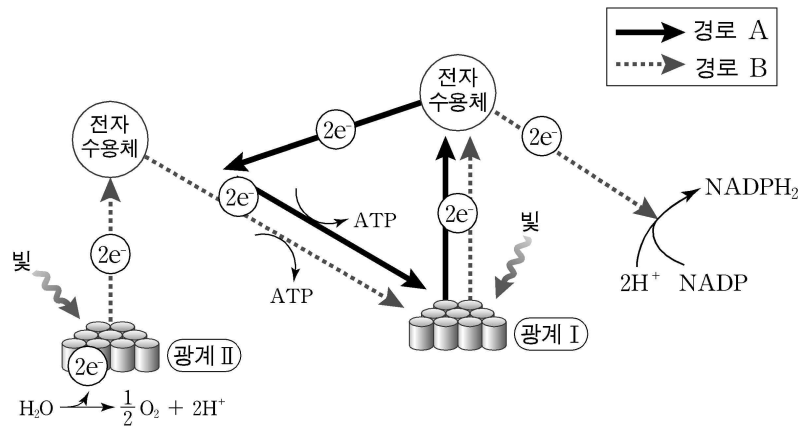 경로 A
경로 B
전자
수용체
전자
수용체
2e⁻
2e⁻
2e⁻
2e⁻
2e⁻
2e⁻
ATP
ATP
NADPH₂
2H⁺ NADP
빛
빛
광계 Ⅰ
광계 Ⅱ
H₂O → ½ O₂ + 2H⁺